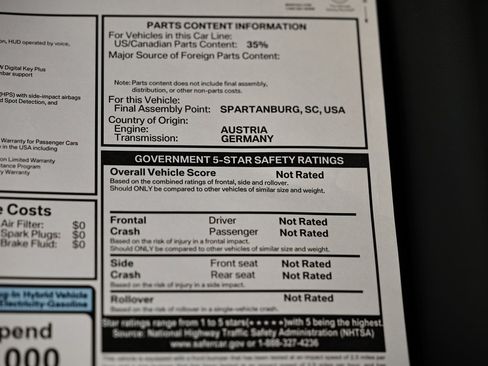 n, HUD operated by voice,
W Digital Key Plus
mbar support
(HPS) with side-impact airbags
d Spot Detection, and
Warranty for Passenger Cars
e in the USA including
on Limited Warranty
stance Program
y Warranty
e Costs
Air Filter: $0
Spark Plugs: $0
Brake Fluid: $0
ug-In Hybrid Vehicle
Electricity-Gasoline
pend
000
PARTS CONTENT INFORMATION
For Vehicles in this Car Line:
US/Canadian Parts Content: 35%
Major Source of Foreign Parts Content:
Note: Parts content does not include final assembly,
distribution, or other non-parts costs.
For this Vehicle:
Final Assembly Point: SPARTANBURG, SC, USA
Country of Origin:
Engine: AUSTRIA
Transmission: GERMANY
GOVERNMENT 5-STAR SAFETY RATINGS
Overall Vehicle Score Not Rated
Based on the combined ratings of frontal, side and rollover.
Should ONLY be compared to other vehicles of similar size and weight.
Frontal Driver Not Rated
Crash Passenger Not Rated
Based on the risk of injury in a frontal impact.
Should ONLY be compared to other vehicles of similar size and weight.
Side Front seat Not Rated
Crash Rear seat Not Rated
Based on the risk of injury in a side impact.
Rollover Not Rated
Based on the risk of rollover in a single-vehicle crash.
Star ratings range from 1 to 5 stars (★★★★★) with 5 being the highest.
Source: National Highway Traffic Safety Administration (NHTSA)
www.safercar.gov or 1-888-327-4236